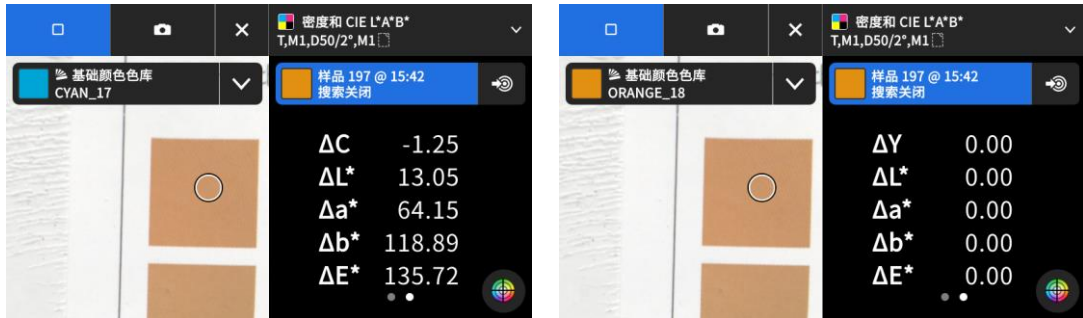 密度和 CIE L*A*B*
T,M1,D50/2°,M1
基础颜色色库
CYAN_17
样品 197 @ 15:42
搜索关闭
ΔC -1.25
ΔL* 13.05
Δa* 64.15
Δb* 118.89
ΔE* 135.72
密度和 CIE L*A*B*
T,M1,D50/2°,M1
基础颜色色库
ORANGE_18
样品 197 @ 15:42
搜索关闭
ΔY 0.00
ΔL* 0.00
Δa* 0.00
Δb* 0.00
ΔE* 0.00